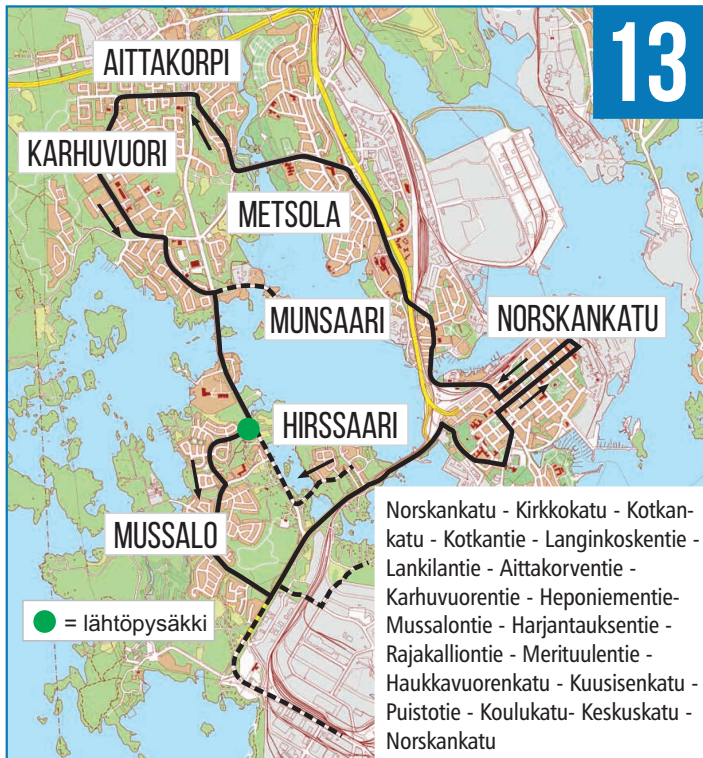 13
AITTAKORPI
KARHUVUORI
METSOLA
MUNSAARI
NORSKANKATU
HIRSSAARI
MUSSALO
= lähtöpysäkki
Norskankatu - Kirkkokatu - Kotkan-
katu - Kotkantie - Langinkoskentie -
Lankilantie - Aittakorventie -
Karhuvuorentie - Heponiementie-
Mussalontie - Harjantauksentie -
Rajakalliontie - Merituulentie -
Haukkavuorenkatu - Kuusisenkatu -
Puistotie - Koulukatu- Keskuskatu -
Norskankatu